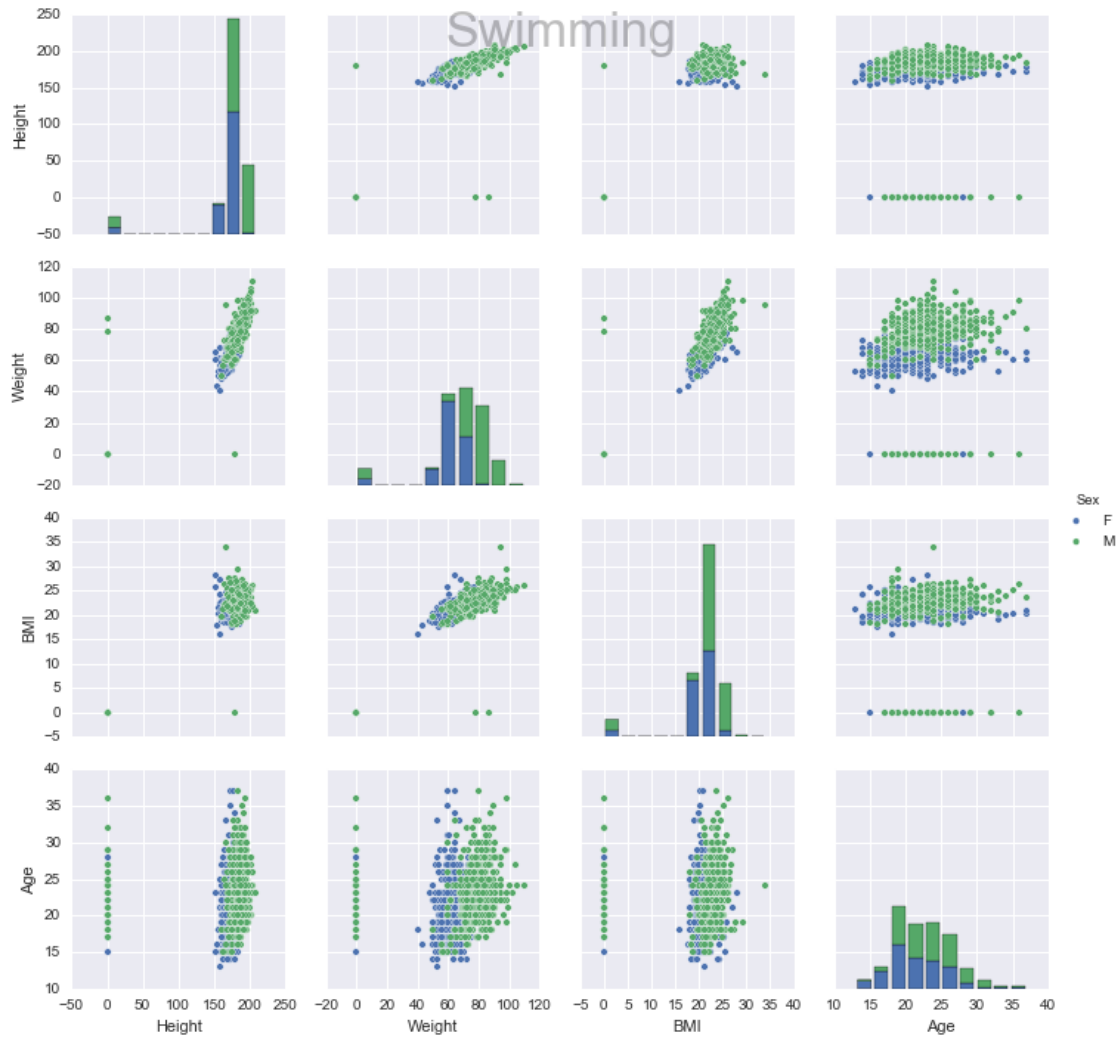 Swimming
250
200
150
100
50
0
−50
Height
120
100
80
60
40
20
0
−20
Weight
40
35
30
25
20
15
10
5
0
−5
BMI
40
35
30
25
20
15
10
Age
Sex
F
M
−50 0 50 100 150 200 250
−20 0 20 40 60 80 100 120
−5 0 5 10 15 20 25 30 35 40
10 15 20 25 30 35 40
Height Weight BMI Age